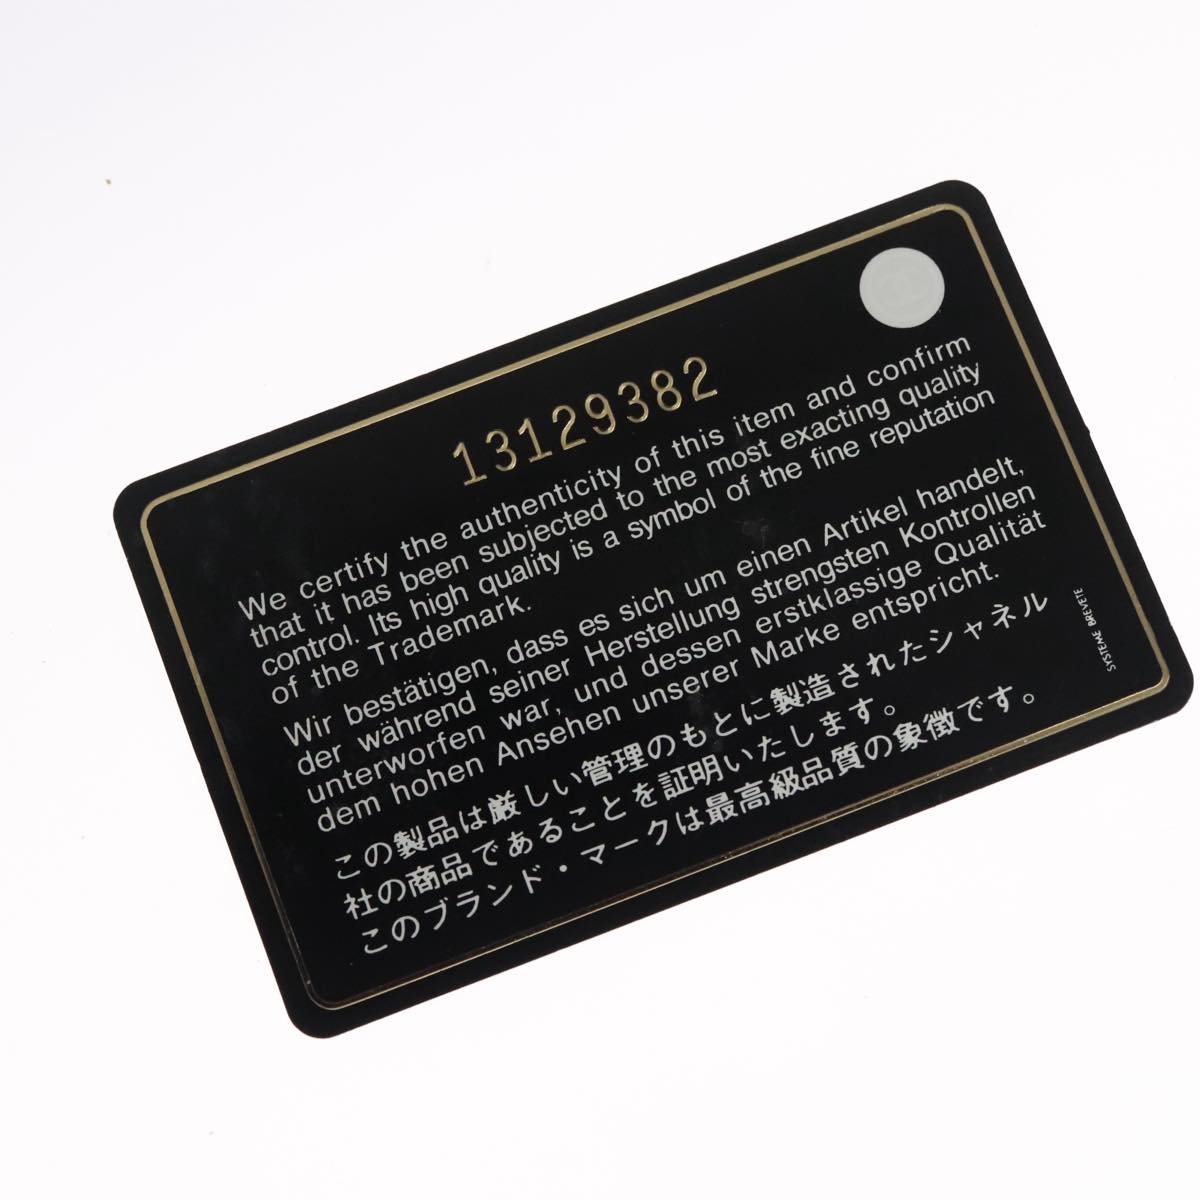 13129382
We certify the authenticity of this item and confirm
that it has been subjected to the most exacting quality
control. Its high quality is a symbol of the fine reputation
of the Trademark.
Wir bestätigen, dass es sich um einen Artikel handelt,
der während seiner Herstellung strengsten Kontrollen
unterworfen war, und dessen erstklassige Qualität
dem hohen Ansehen unserer Marke entspricht.
この製品は厳しい管理のもとに製造されたシャネル
社の商品であることを証明いたします。
このブランド・マークは最高級品質の象徴です。
SYSTEME BREVETE